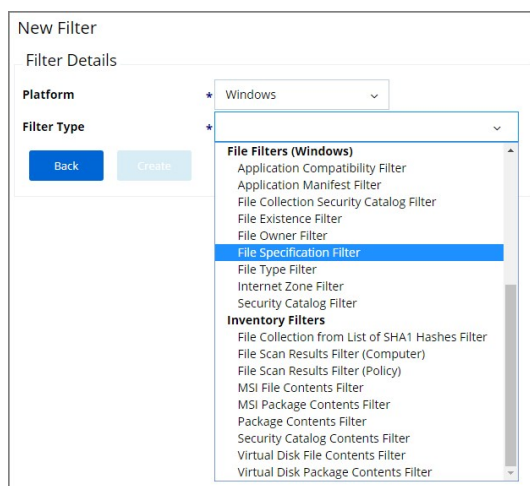 New Filter
Filter Details
Platform * Windows
Filter Type *
Back Create
File Filters (Windows)
Application Compatibility Filter
Application Manifest Filter
File Collection Security Catalog Filter
File Existence Filter
File Owner Filter
File Specification Filter
File Type Filter
Internet Zone Filter
Security Catalog Filter
Inventory Filters
File Collection from List of SHA1 Hashes Filter
File Scan Results Filter (Computer)
File Scan Results Filter (Policy)
MSI File Contents Filter
MSI Package Contents Filter
Package Contents Filter
Security Catalog Contents Filter
Virtual Disk File Contents Filter
Virtual Disk Package Contents Filter